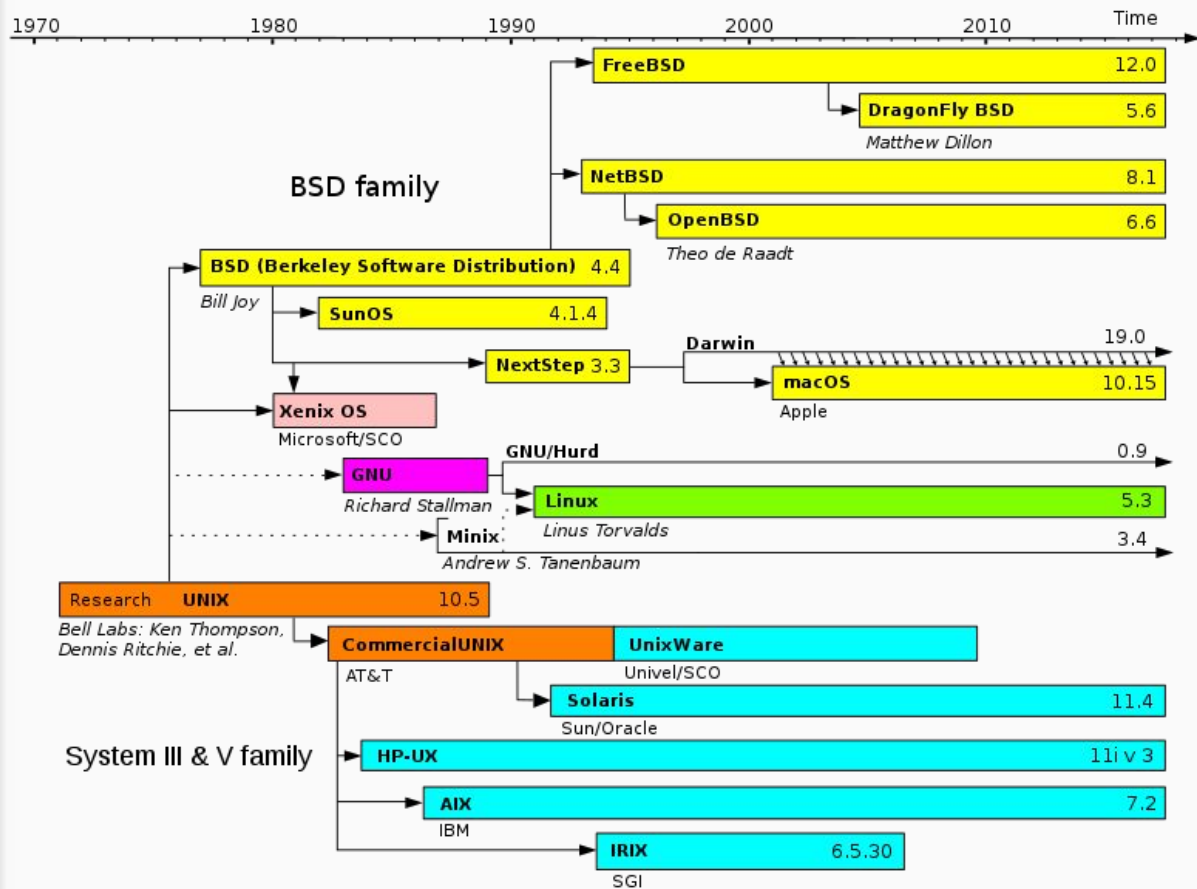 1970 1980 1990 2000 2010 Time
FreeBSD 12.0
DragonFly BSD 5.6
Matthew Dillon
BSD family
NetBSD 8.1
OpenBSD 6.6
Theo de Raadt
BSD (Berkeley Software Distribution) 4.4
Bill Joy
SunOS 4.1.4
Darwin 19.0
NextStep 3.3
macOS 10.15
Apple
Xenix OS
Microsoft/SCO
GNU/Hurd 0.9
GNU
Richard Stallman
Linux 5.3
Linus Torvalds
Minix 3.4
Andrew S. Tanenbaum
Research UNIX 10.5
Bell Labs: Ken Thompson,
Dennis Ritchie, et al.
CommercialUNIX UnixWare
AT&T Univel/SCO
Solaris 11.4
Sun/Oracle
System III & V family
HP-UX 11i v 3
AIX 7.2
IBM
IRIX 6.5.30
SGI